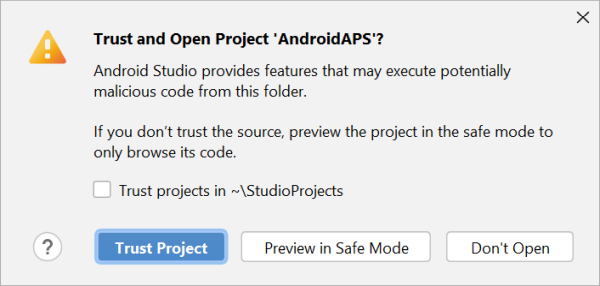 Trust and Open Project 'AndroidAPS'?
Android Studio provides features that may execute potentially
malicious code from this folder.
If you don't trust the source, preview the project in the safe mode to
only browse its code.
Trust projects in ~\StudioProjects
? Trust Project Preview in Safe Mode Don't Open